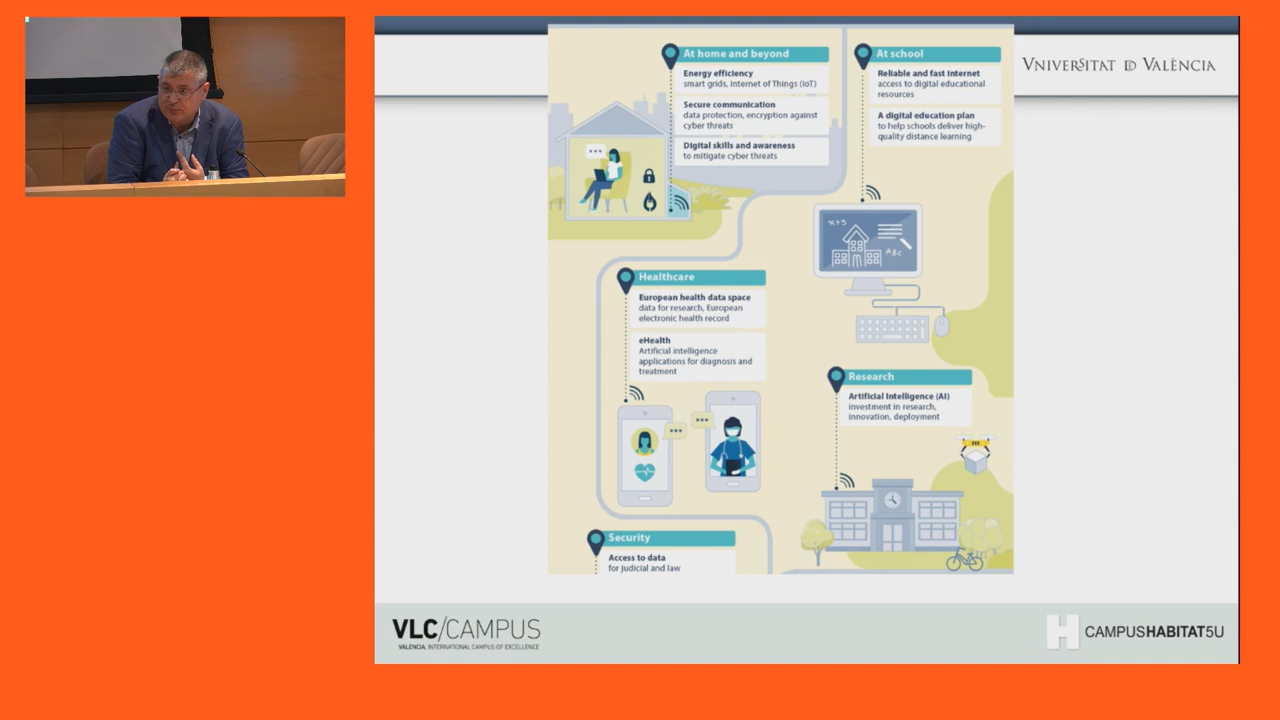 At home and beyond
Energy efficiency
smart grids, Internet of Things (IoT)
Secure communication
data protection, encryption against
cyber threats
Digital skills and awareness
to mitigate cyber threats
At school
Reliable and fast internet
access to digital educational
resources
A digital education plan
to help schools deliver high-
quality distance learning
VNIVERSITAT ID VALÈNCIA
x+3
ABC
Healthcare
European health data space
data for research, European
electronic health record
eHealth
Artificial intelligence
applications for diagnosis and
treatment
Research
Artificial Intelligence (AI)
investment in research,
innovation, deployment
Security
Access to data
for judicial and law
VLC/CAMPUS
VALENCIA. INTERNATIONAL CAMPUS OF EXCELLENCE
H CAMPUSHABITAT5U